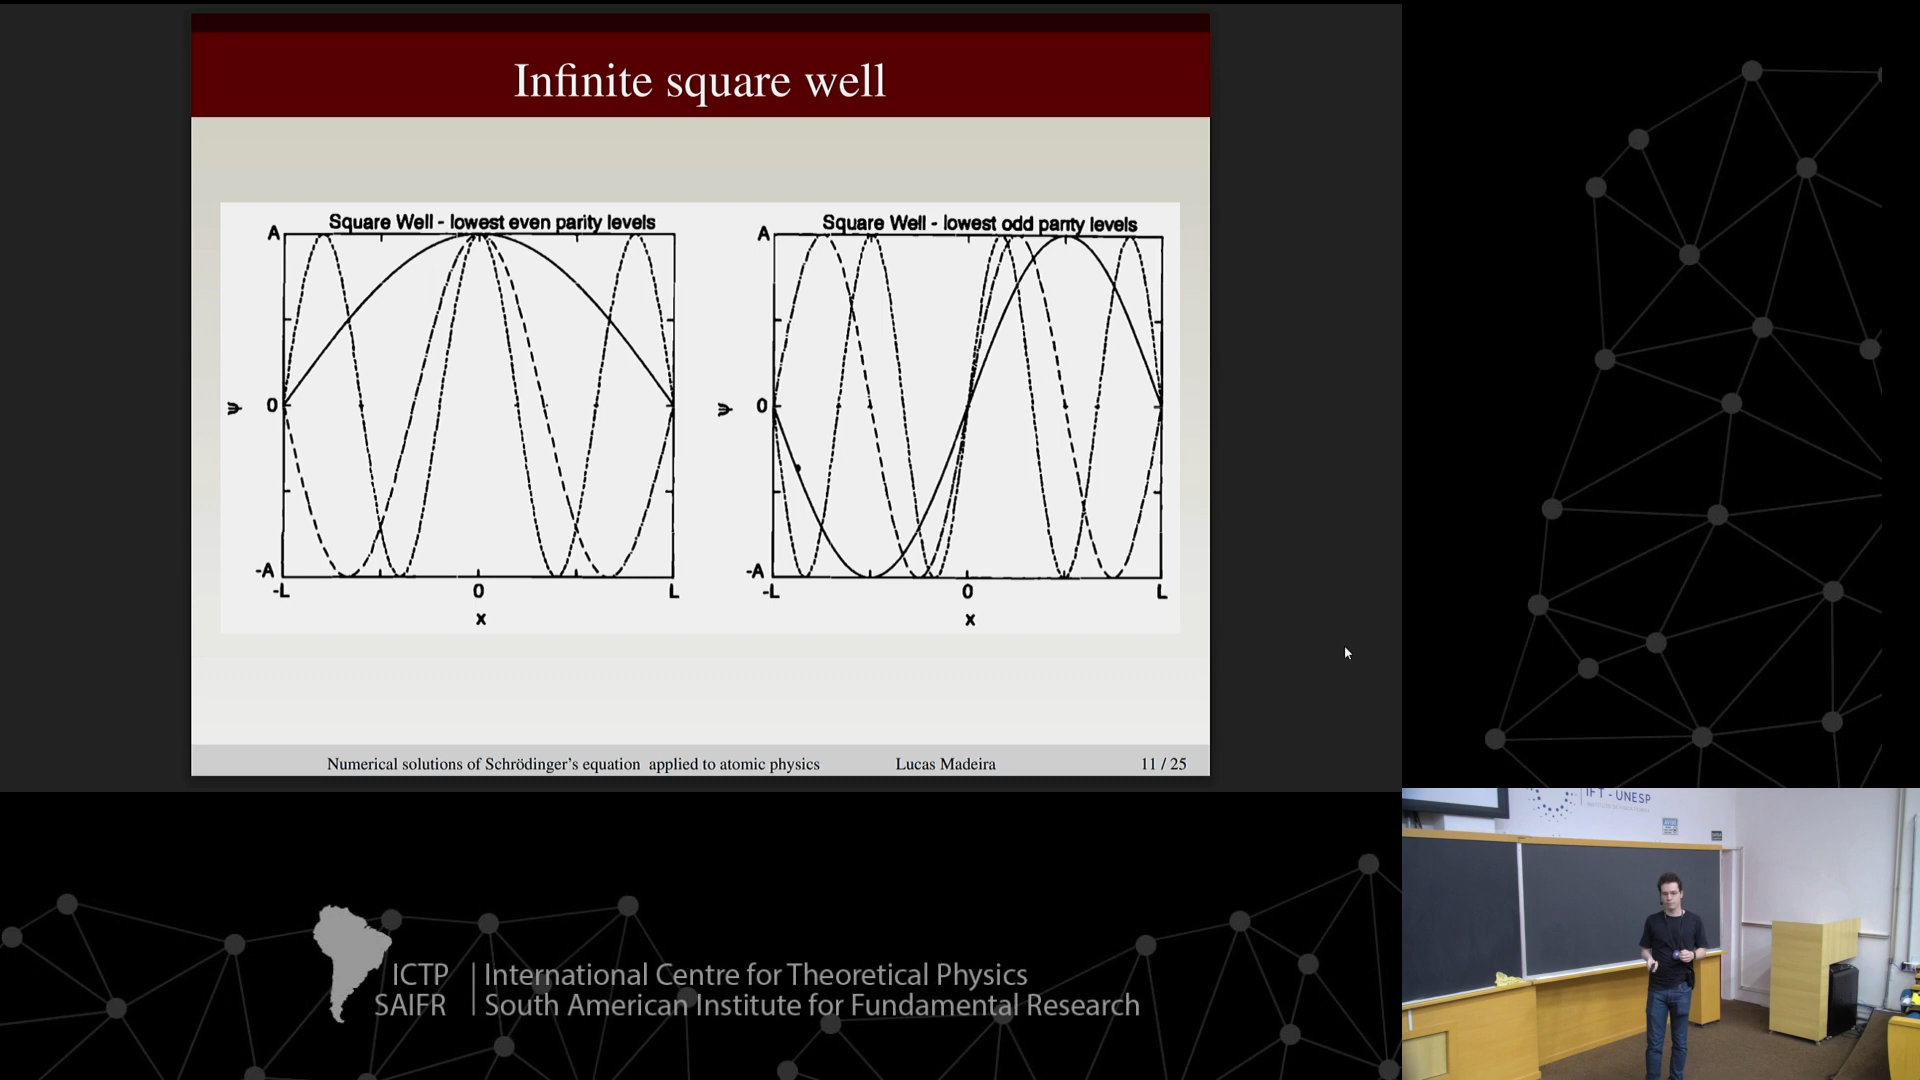 Infinite square well
Square Well - lowest even parity levels
A
0
-A
ψ
-L
0
L
x
Square Well - lowest odd parity levels
A
0
-A
ψ
-L
0
L
x
Numerical solutions of Schrödinger's equation applied to atomic physics
Lucas Madeira
11 / 25
IFT - UNESP
ICTP
SAIFR
International Centre for Theoretical Physics
South American Institute for Fundamental Research